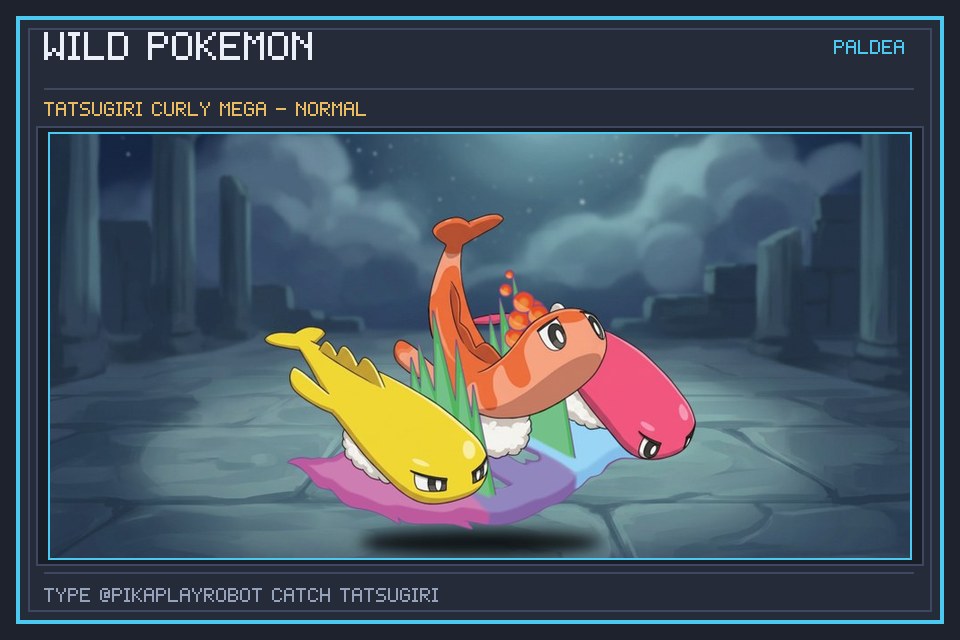 WILD POKEMON
PALDEA
TATSUGIRI CURLY MEGA - NORMAL
TYPE @PIKAPLAYROBOT CATCH TATSUGIRI